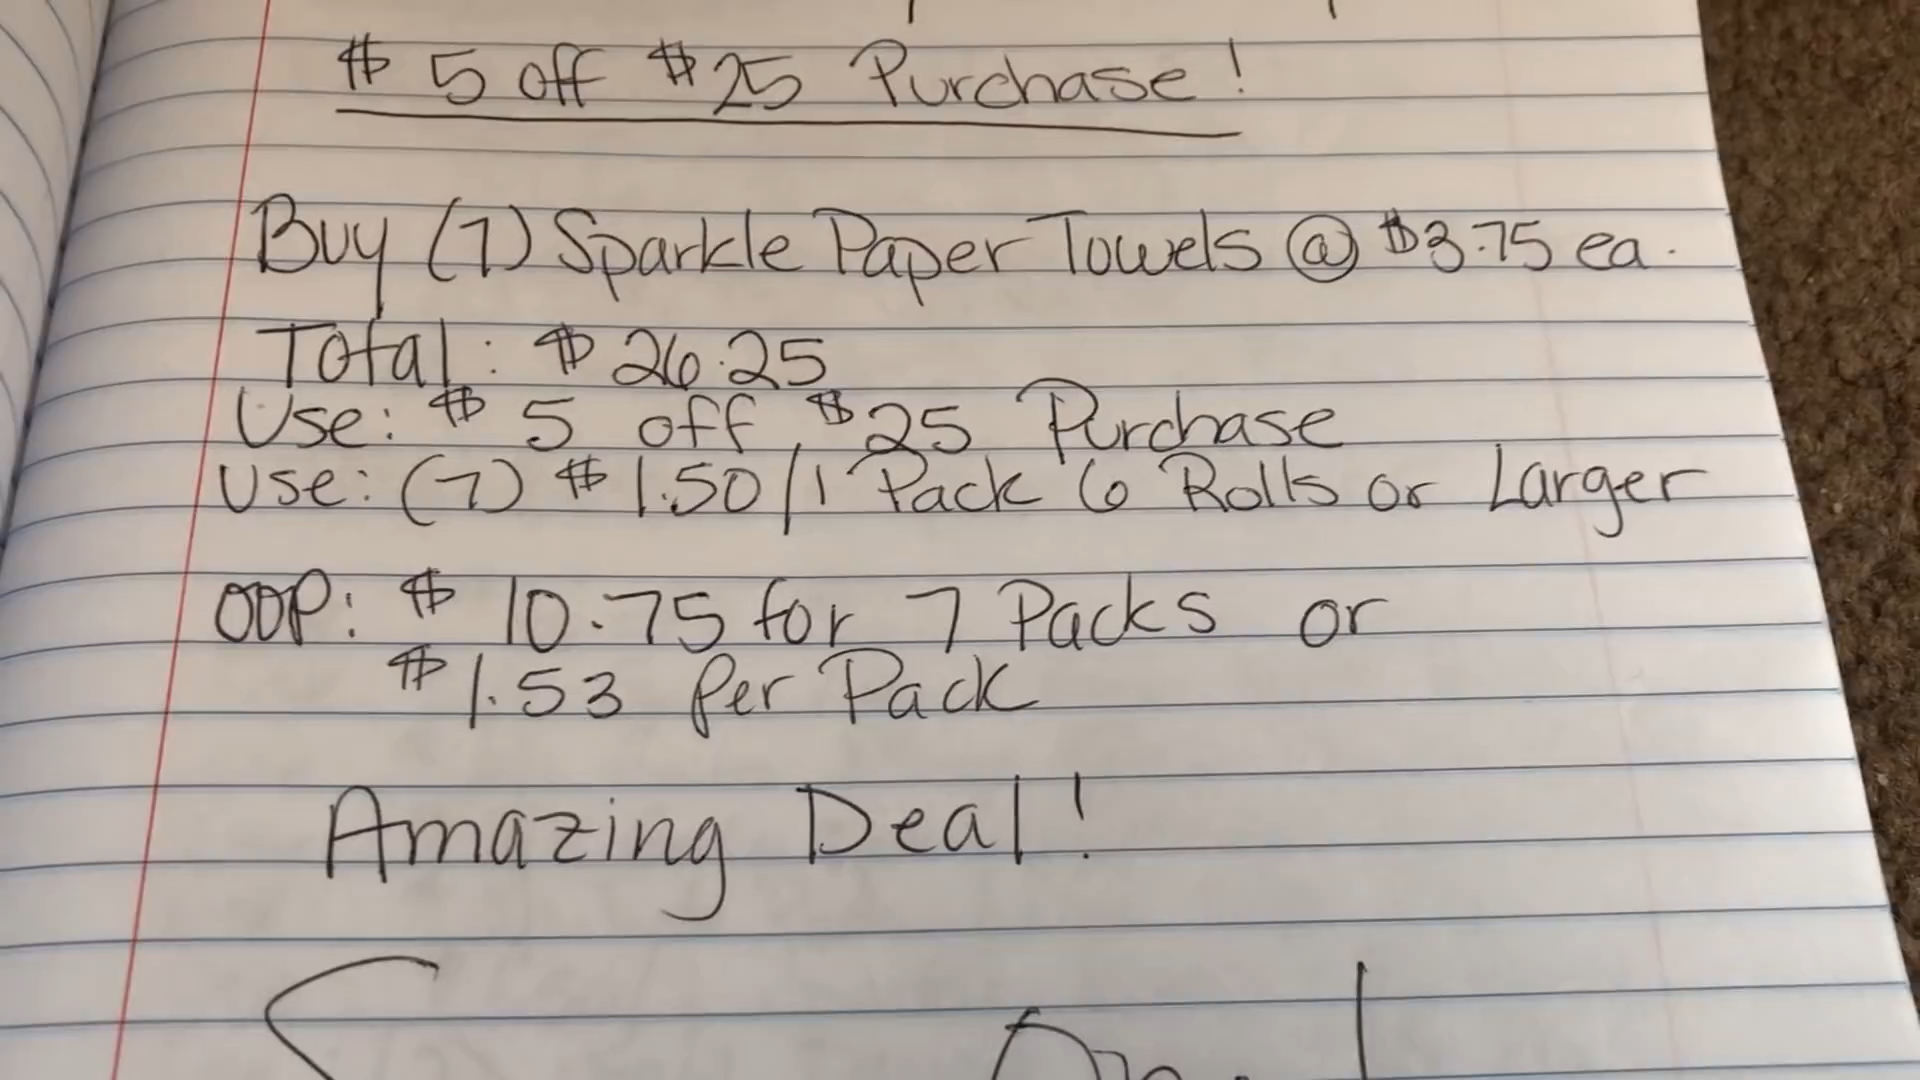 $5 off $25 Purchase!
Buy (7) Sparkle Paper Towels @ $3.75 ea.
Total: $26.25
Use: $5 off $25 Purchase
Use: (7) $1.50/1 Pack 6 Rolls or Larger
OOP: $10.75 for 7 Packs or
$1.53 Per Pack
Amazing Deal!